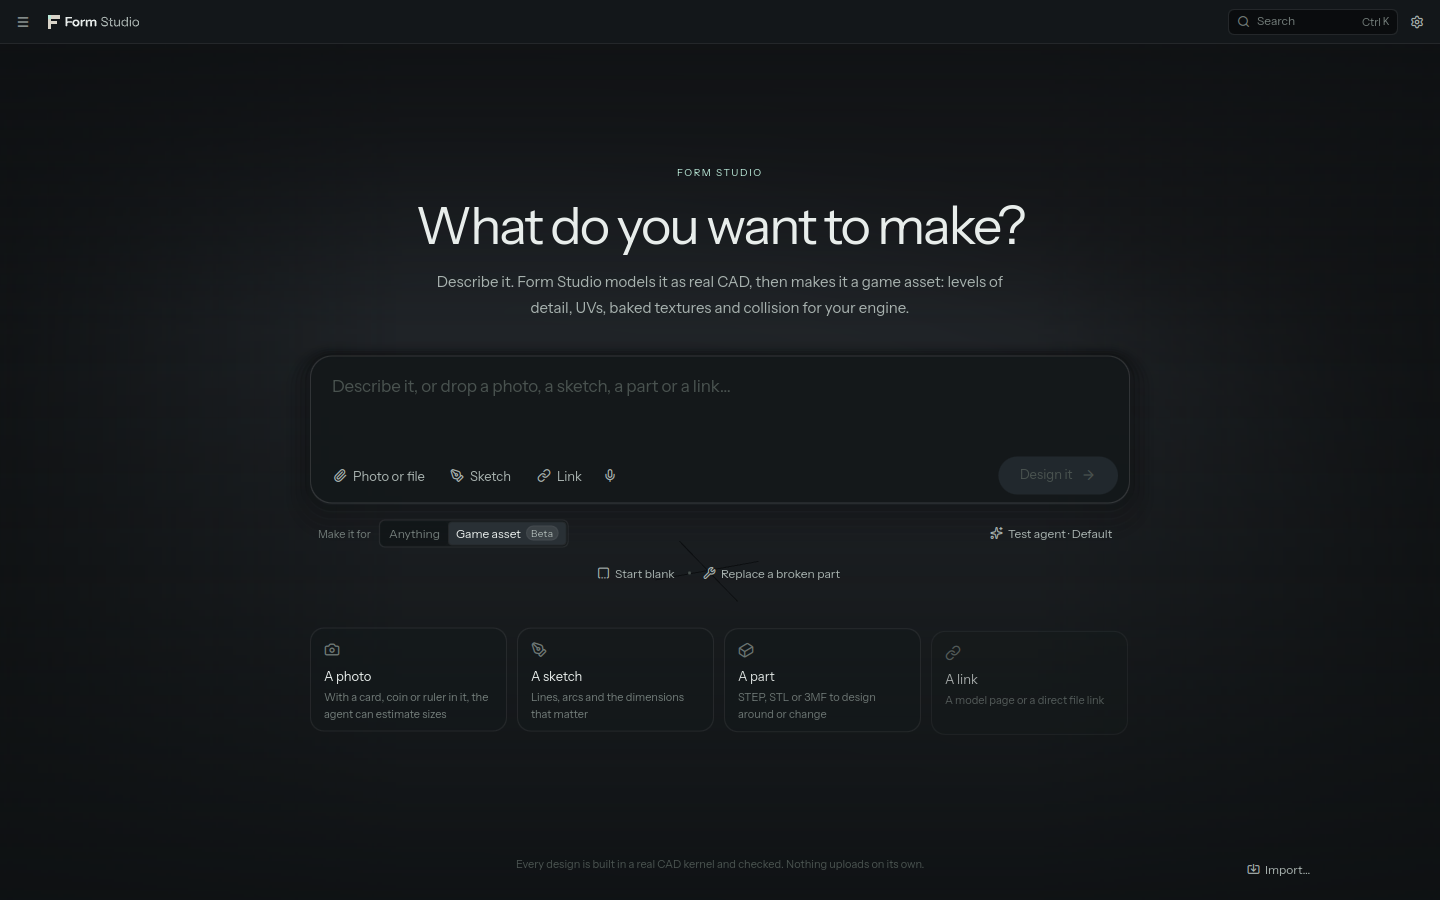 Form Studio
Search
Ctrl K
FORM STUDIO
What do you want to make?
Describe it. Form Studio models it as real CAD, then makes it a game asset: levels of
detail, UVs, baked textures and collision for your engine.
Describe it, or drop a photo, a sketch, a part or a link...
Photo or file
Sketch
Link
Design it
Make it for
Anything
Game asset
Beta
Test agent · Default
Start blank
Replace a broken part
A photo
With a card, coin or ruler in it, the
agent can estimate sizes
A sketch
Lines, arcs and the dimensions
that matter
A part
STEP, STL or 3MF to design
around or change
A link
A model page or a direct file link
Every design is built in a real CAD kernel and checked. Nothing uploads on its own.
Import...